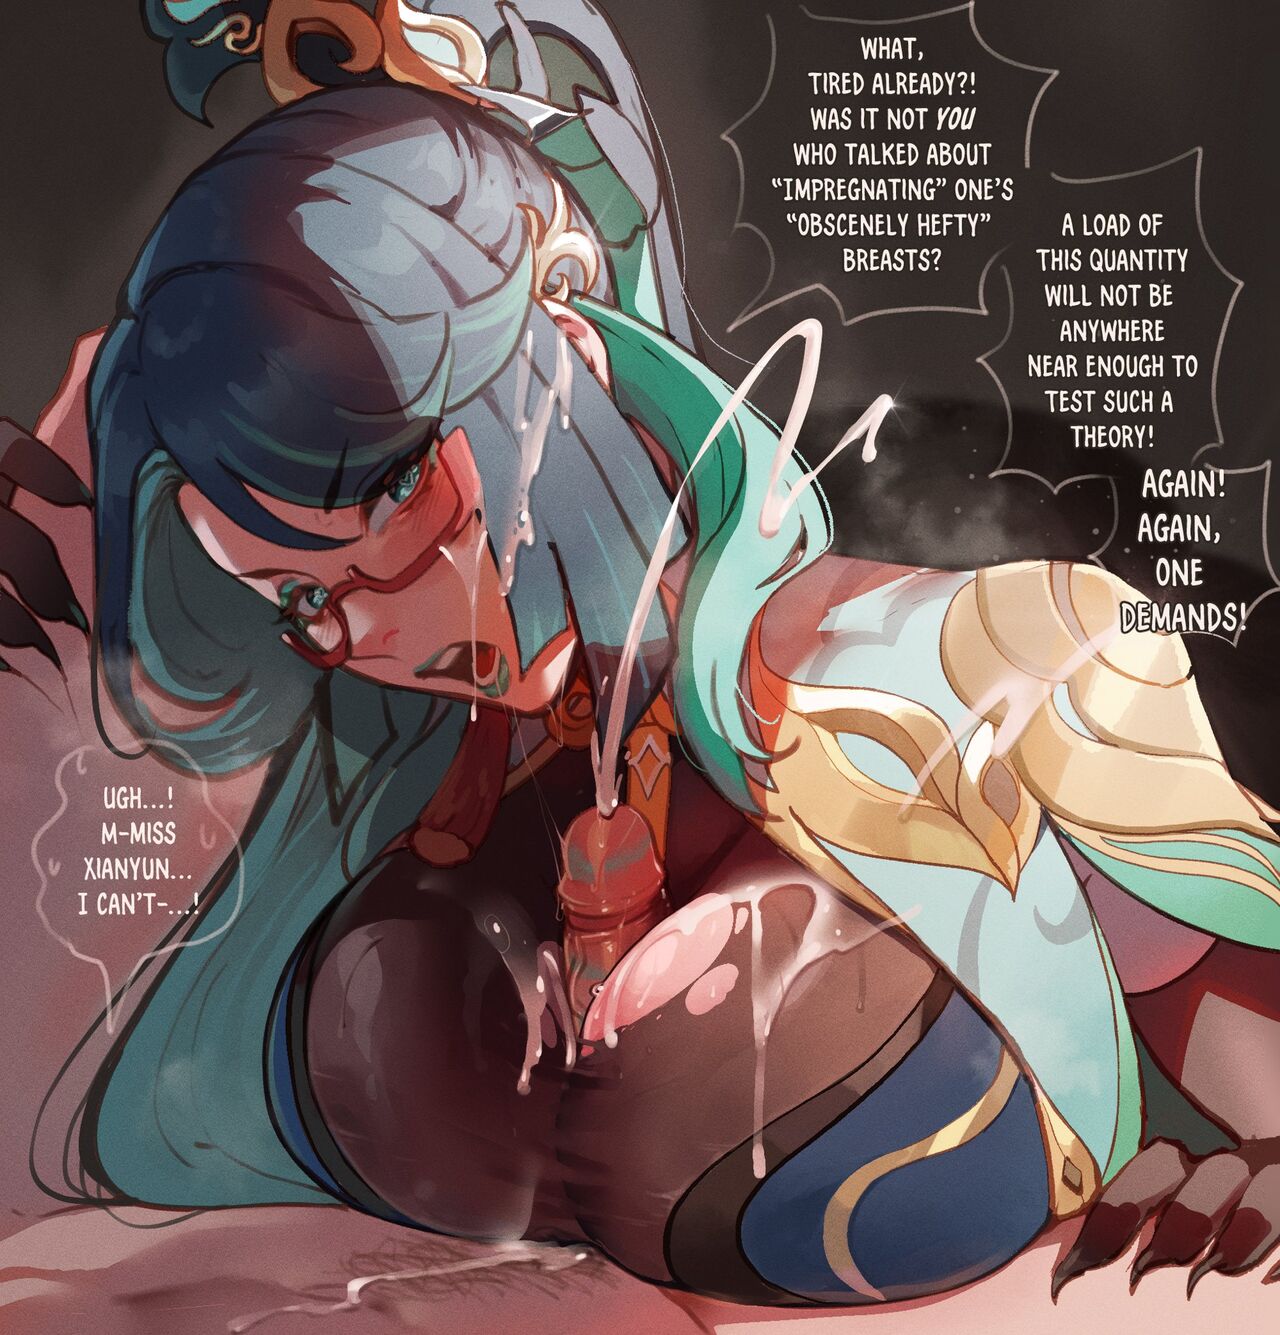 WHAT,
TIRED ALREADY?!
WAS IT NOT YOU
WHO TALKED ABOUT
“IMPREGNATING” ONE’S
“OBSCENELY HEFTY”
BREASTS?
A LOAD OF
THIS QUANTITY
WILL NOT BE
ANYWHERE
NEAR ENOUGH TO
TEST SUCH A
THEORY!
AGAIN!
AGAIN,
ONE
DEMANDS!
UGH...!
M-MISS
XIANYUN...
I CAN’T-...!